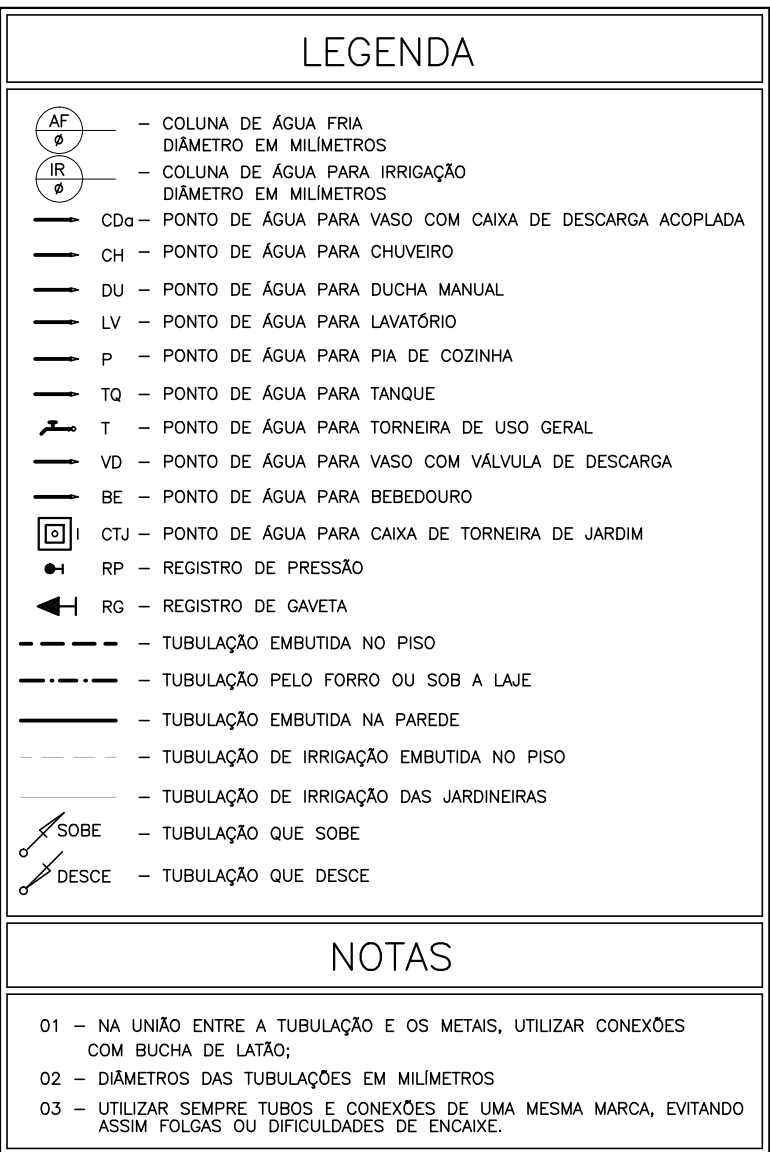 LEGENDA
AF
ø
– COLUNA DE ÁGUA FRIA
DIÂMETRO EM MILÍMETROS
IR
ø
– COLUNA DE ÁGUA PARA IRRIGAÇÃO
DIÂMETRO EM MILÍMETROS
CDa – PONTO DE ÁGUA PARA VASO COM CAIXA DE DESCARGA ACOPLADA
CH – PONTO DE ÁGUA PARA CHUVEIRO
DU – PONTO DE ÁGUA PARA DUCHA MANUAL
LV – PONTO DE ÁGUA PARA LAVATÓRIO
P – PONTO DE ÁGUA PARA PIA DE COZINHA
TQ – PONTO DE ÁGUA PARA TANQUE
T – PONTO DE ÁGUA PARA TORNEIRA DE USO GERAL
VD – PONTO DE ÁGUA PARA VASO COM VÁLVULA DE DESCARGA
BE – PONTO DE ÁGUA PARA BEBEDOURO
CTJ – PONTO DE ÁGUA PARA CAIXA DE TORNEIRA DE JARDIM
RP – REGISTRO DE PRESSÃO
RG – REGISTRO DE GAVETA
– TUBULAÇÃO EMBUTIDA NO PISO
– TUBULAÇÃO PELO FORRO OU SOB A LAJE
– TUBULAÇÃO EMBUTIDA NA PAREDE
– TUBULAÇÃO DE IRRIGAÇÃO EMBUTIDA NO PISO
– TUBULAÇÃO DE IRRIGAÇÃO DAS JARDINEIRAS
SOBE – TUBULAÇÃO QUE SOBE
DESCE – TUBULAÇÃO QUE DESCE
NOTAS
01 – NA UNIÃO ENTRE A TUBULAÇÃO E OS METAIS, UTILIZAR CONEXÕES
COM BUCHA DE LATÃO;
02 – DIÂMETROS DAS TUBULAÇÕES EM MILÍMETROS
03 – UTILIZAR SEMPRE TUBOS E CONEXÕES DE UMA MESMA MARCA, EVITANDO
ASSIM FOLGAS OU DIFICULDADES DE ENCAIXE.